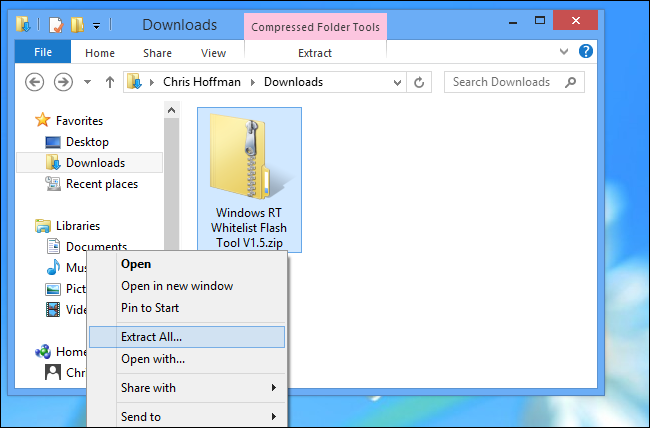 Downloads
Compressed Folder Tools
File
Home
Share
View
Extract
Chris Hoffman
Downloads
Search Downloads
Favorites
Desktop
Downloads
Recent places
Libraries
Documents
Mus
Pict
Vide
Home
Chr
Windows RT
Whitelist Flash
Tool V1.5.zip
Open
Open in new window
Pin to Start
Extract All...
Open with...
Share with
Send to